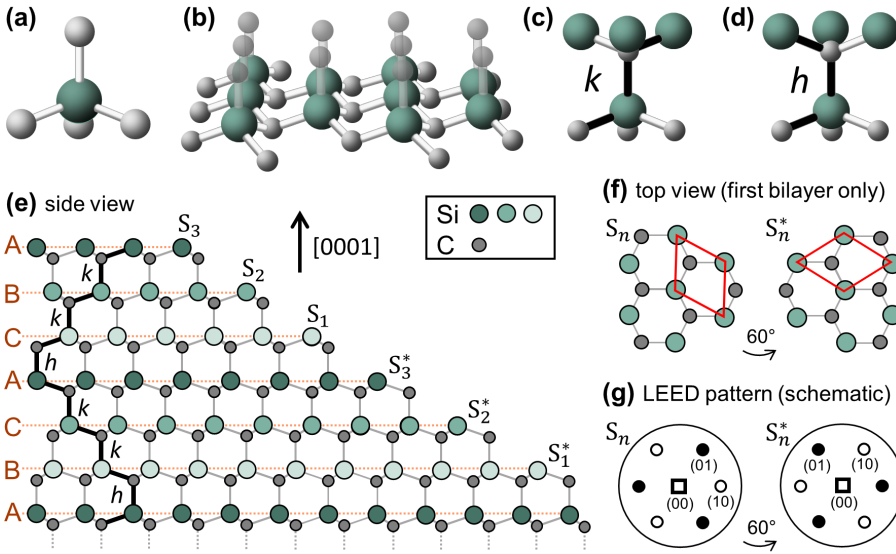 (a)
(b)
(c)
(d)
k
h
(e) side view
Si
C
[0001]
A
S₃
k
B
S₂
k
C
S₁
h
A
S₃*
k
C
S₂*
k
B
S₁*
h
A
(f) top view (first bilayer only)
Sₙ
Sₙ*
60°
(g) LEED pattern (schematic)
Sₙ
(01)
(00)
(10)
60°
Sₙ*
(01)
(10)
(00)